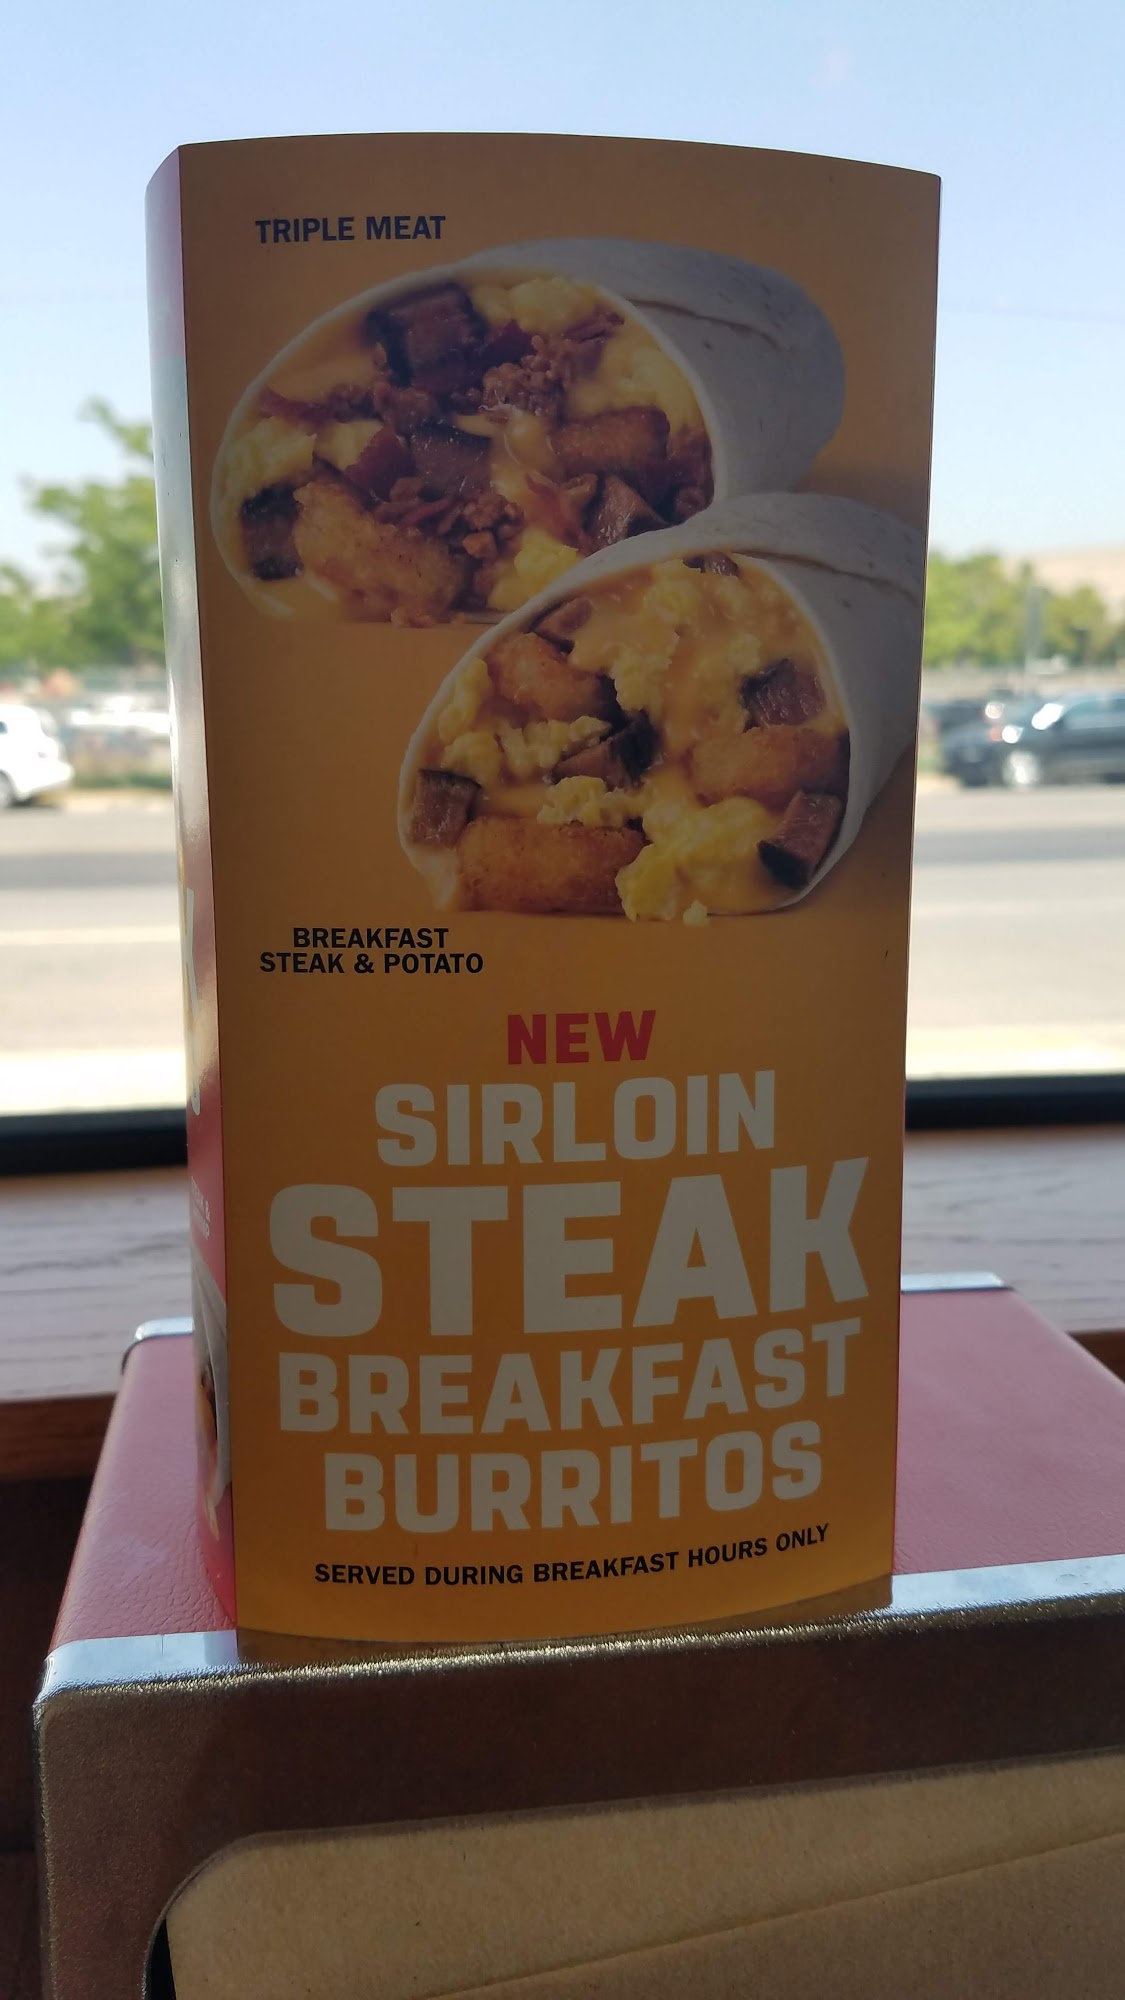 TRIPLE MEAT
BREAKFAST
STEAK & POTATO
NEW
SIRLOIN
STEAK
BREAKFAST
BURRITOS
SERVED DURING BREAKFAST HOURS ONLY